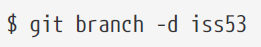 $ git branch -d iss53